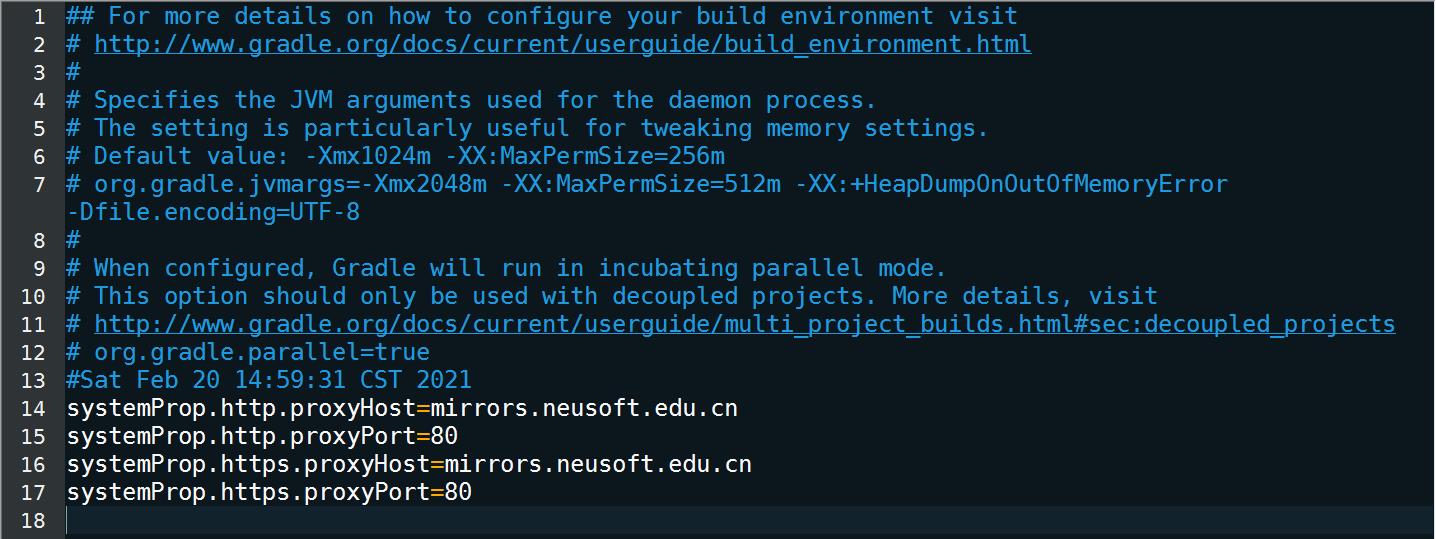 1 ## For more details on how to configure your build environment visit
2 # http://www.gradle.org/docs/current/userguide/build_environment.html
3 #
4 # Specifies the JVM arguments used for the daemon process.
5 # The setting is particularly useful for tweaking memory settings.
6 # Default value: -Xmx1024m -XX:MaxPermSize=256m
7 # org.gradle.jvmargs=-Xmx2048m -XX:MaxPermSize=512m -XX:+HeapDumpOnOutOfMemoryError
-Dfile.encoding=UTF-8
8 #
9 # When configured, Gradle will run in incubating parallel mode.
10 # This option should only be used with decoupled projects. More details, visit
11 # http://www.gradle.org/docs/current/userguide/multi_project_builds.html#sec:decoupled_projects
12 # org.gradle.parallel=true
13 #Sat Feb 20 14:59:31 CST 2021
14 systemProp.http.proxyHost=mirrors.neusoft.edu.cn
15 systemProp.http.proxyPort=80
16 systemProp.https.proxyHost=mirrors.neusoft.edu.cn
17 systemProp.https.proxyPort=80
18